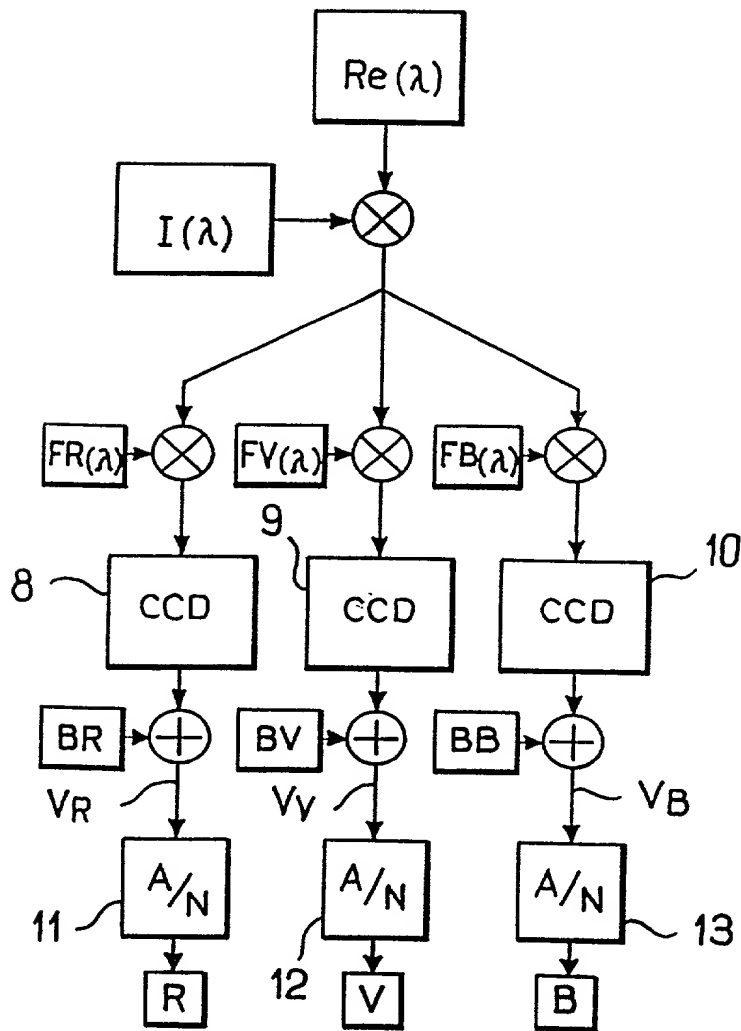 Re(λ)
I(λ)
FR(λ) FV(λ) FB(λ)
8 9 10
CCD CCD CCD
BR BV BB
VR VV VB
A/N A/N A/N
11 12 13
R V B